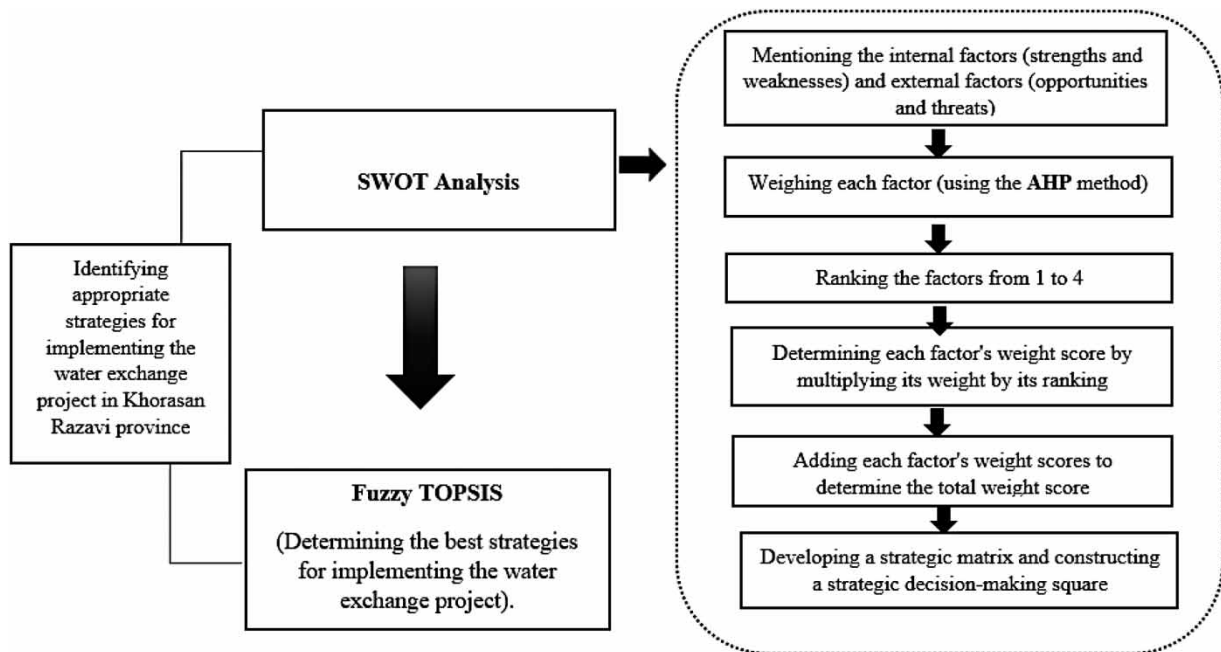 Identifying
appropriate
strategies for
implementing the
water exchange
project in Khorasan
Razavi province
SWOT Analysis
Fuzzy TOPSIS
(Determining the best strategies
for implementing the water
exchange project).
Mentioning the internal factors (strengths and
weaknesses) and external factors (opportunities
and threats)
Weighing each factor (using the AHP method)
Ranking the factors from 1 to 4
Determining each factor's weight score by
multiplying its weight by its ranking
Adding each factor's weight scores to
determine the total weight score
Developing a strategic matrix and constructing
a strategic decision-making square